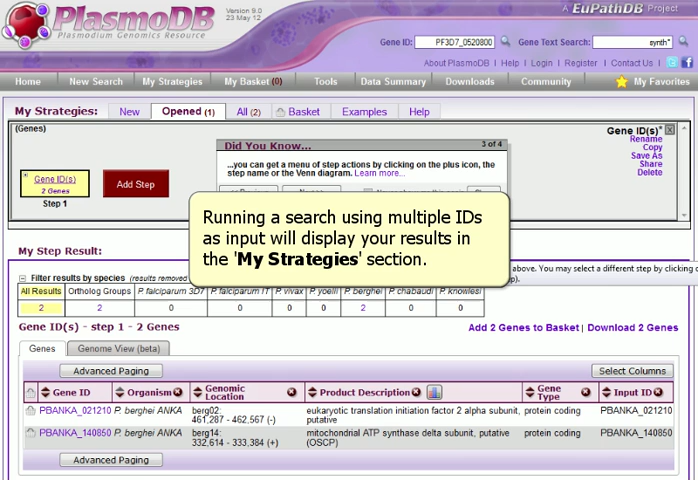 PlasmoDB
Plasmodium Genomics Resource
Version 9.0
23 May 12
A EuPathDB Project
Gene ID: PF3D7_0520800 Gene Text Search: synth*
About PlasmoDB | Help | Login | Register | Contact Us |
Home New Search My Strategies My Basket (0) Tools Data Summary Downloads Community My Favorites
My Strategies: New Opened (1) All (2) Basket Examples Help
(Genes)
Gene ID(s)
2 Genes
Step 1
Add Step
Did You Know... 3 of 4
...you can get a menu of step actions by clicking on the plus icon, the
step name or the Venn diagram. Learn more...
Gene ID(s)* X
Rename
Copy
Save As
Share
Delete
Running a search using multiple IDs
as input will display your results in
the 'My Strategies' section.
My Step Result:
above. You may select a different step by clicking
Filter results by species (results removed
All Results Ortholog Groups P. falciparum 3D7 P. falciparum IT P. vivax P. yoelii P. berghei P. chabaudi P. knowlesi
2 2 0 0 0 0 2 0 0
Gene ID(s) - step 1 - 2 Genes
Add 2 Genes to Basket | Download 2 Genes
Genes Genome View (beta)
Advanced Paging Select Columns
Gene ID Organism Genomic Location Product Description Gene Type Input ID
PBANKA_021210 P. berghei ANKA berg02: 461,287 - 462,567 (-) eukaryotic translation initiation factor 2 alpha subunit, putative protein coding PBANKA_021210
PBANKA_140850 P. berghei ANKA berg14: 332,614 - 333,384 (+) mitochondrial ATP synthase delta subunit, putative (OSCP) protein coding PBANKA_140850
Advanced Paging